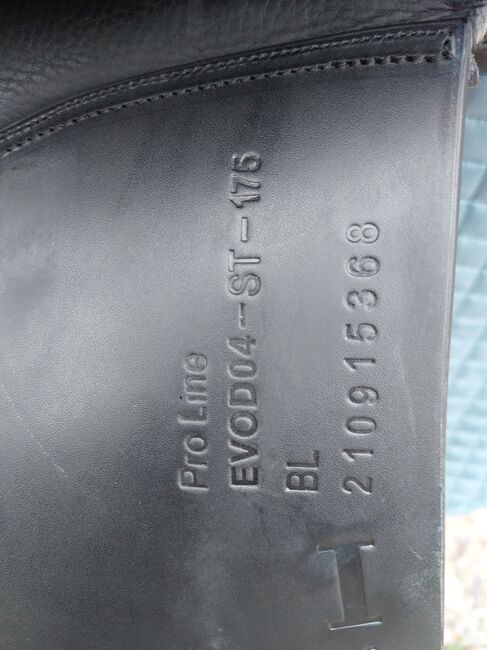 Pro Line
EVOD04-ST-175
BL
210915368